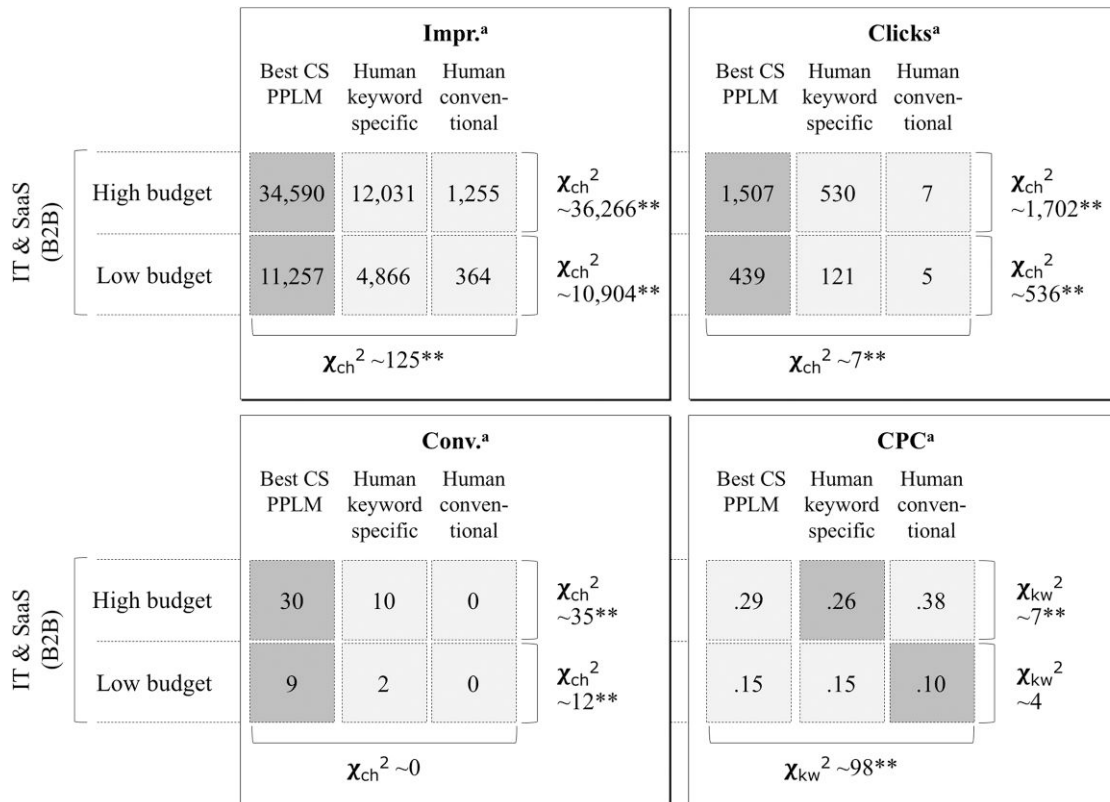 Impr.ᵃ
Best CS Human Human
PPLM keyword conven-
specific tional
IT & SaaS
(B2B)
High budget 34,590 12,031 1,255 χch²
~36,266**
Low budget 11,257 4,866 364 χch²
~10,904**
χch² ~125**
Clicksᵃ
Best CS Human Human
PPLM keyword conven-
specific tional
1,507 530 7 χch²
~1,702**
439 121 5 χch²
~536**
χch² ~7**
Conv.ᵃ
Best CS Human Human
PPLM keyword conven-
specific tional
IT & SaaS
(B2B)
High budget 30 10 0 χch²
~35**
Low budget 9 2 0 χch²
~12**
χch² ~0
CPCᵃ
Best CS Human Human
PPLM keyword conven-
specific tional
.29 .26 .38 χkw²
~7**
.15 .15 .10 χkw²
~4
χkw² ~98**